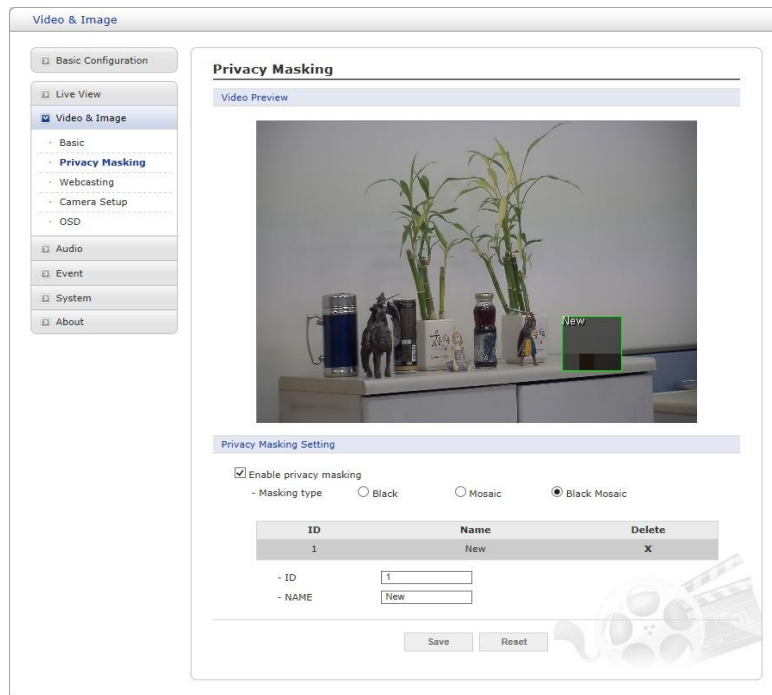 Video & Image
Basic Configuration
Live View
Video & Image
Basic
Privacy Masking
Webcasting
Camera Setup
OSD
Audio
Event
System
About
Privacy Masking
Video Preview
New
Privacy Masking Setting
Enable privacy masking
- Masking type Black Mosaic Black Mosaic
ID Name Delete
1 New X
- ID 1
- NAME New
Save Reset